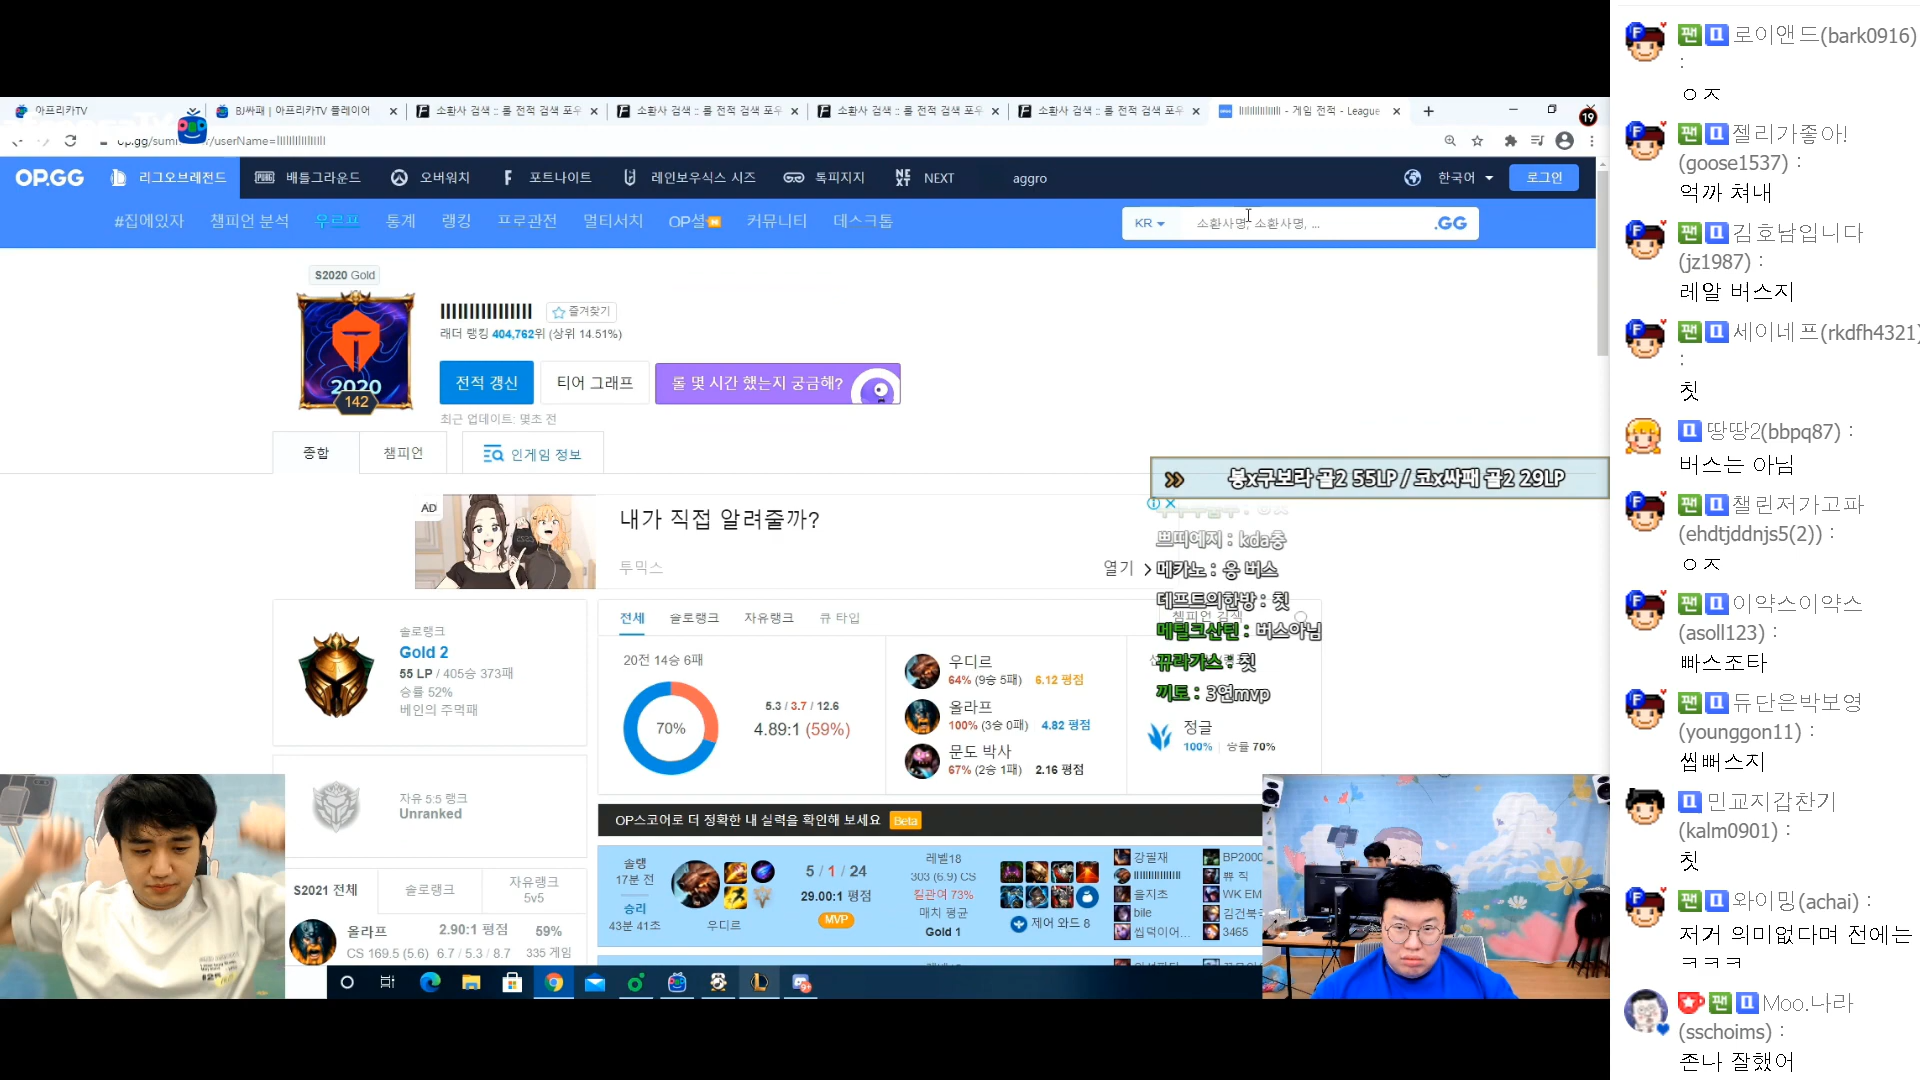 아프리카TV
BJ싸패 | 아프리카TV 플레이어
소환사 검색 :: 롤 전적 검색 포우
소환사 검색 :: 롤 전적 검색 포우
소환사 검색 :: 롤 전적 검색 포우
소환사 검색 :: 롤 전적 검색 포우
llllllllllllllll - 게임 전적 - League
19
OP.GG
리그오브레전드
배틀그라운드
오버워치
포트나이트
레인보우식스 시즈
톡피지지
NEXT
aggro
한국어
로그인
#집에있자
챔피언 분석
우르프
통계
랭킹
프로관전
멀티서치
OP설
커뮤니티
데스크톱
KR
소환사명, 소환사명, ...
.GG
S2020 Gold
2020
142
llllllllllllllll
즐겨찾기
래더 랭킹 404,762위 (상위 14.51%)
전적 갱신
티어 그래프
롤 몇 시간 했는지 궁금해?
최근 업데이트: 몇초 전
종합
챔피언
인게임 정보
AD
내가 직접 알려줄까?
투믹스
열기
붕x구보라 골2 55LP / 코x싸패 골2 29LP
쁘띠에지 : kda충
메카노 : 응 버스
데프트의한방 : 칫
메틸크산틴 : 버스아님
뀨라가스 : 칫
끼토 : 3연mvp
솔로랭크
Gold 2
55 LP / 405승 373패
승률 52%
베인의 주먹패
자유 5:5 랭크
Unranked
전체
솔로랭크
자유랭크
큐 타입
챔피언 검색
20전 14승 6패
70%
5.3 / 3.7 / 12.6
4.89:1 (59%)
우디르
64% (9승 5패)
6.12 평점
올라프
100% (3승 0패)
4.82 평점
문도 박사
67% (2승 1패)
2.16 평점
정글
100%
승률 70%
OP스코어로 더 정확한 내 실력을 확인해 보세요 Beta
S2021 전체
솔로랭크
자유랭크
5v5
올라프
CS 169.5 (5.6)
2.90:1 평점
6.7 / 5.3 / 8.7
59%
335 게임
솔랭
17분 전
승리
43분 41초
우디르
5 / 1 / 24
29.00:1 평점
MVP
레벨18
303 (6.9) CS
킬관여 73%
매치 평균
Gold 1
제어 와드 8
강필재
llllllllllllllll
을지초
bile
씹덕이어...
BP2000
쀼 직
WK EM
김건북
3465
로이앤드(bark0916)
:
ㅇㅈ
젤리가좋아!
(goose1537) :
억까 쳐내
김호남입니다
(jz1987) :
레알 버스지
세이네프(rkdfh4321)
:
칫
땅땅2(bbpq87) :
버스는 아님
챌린저가고파
(ehdtjddnjs5(2)) :
ㅇㅈ
이약스이약스
(asoll123) :
빠스조타
듀단은박보영
(younggon11) :
씹뻐스지
민교지갑찬기
(kalm0901) :
칫
와이밍(achai) :
저거 의미없다며 전에는
ㅋㅋㅋ
Moo.나라
(sschoims) :
존나 잘했어